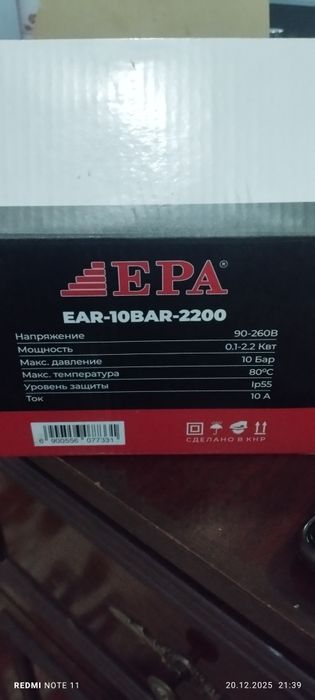 EPA®
EAR-10BAR-2200
Напряжение 90-260В
Мощность 0.1-2.2 Квт
Макс. давление 10 Бар
Макс. температура 80ºC
Уровень защиты Ip55
Ток 10 А
6 900556 077331
СДЕЛАНО В КНР
REDMI NOTE 11 20.12.2025 21:39